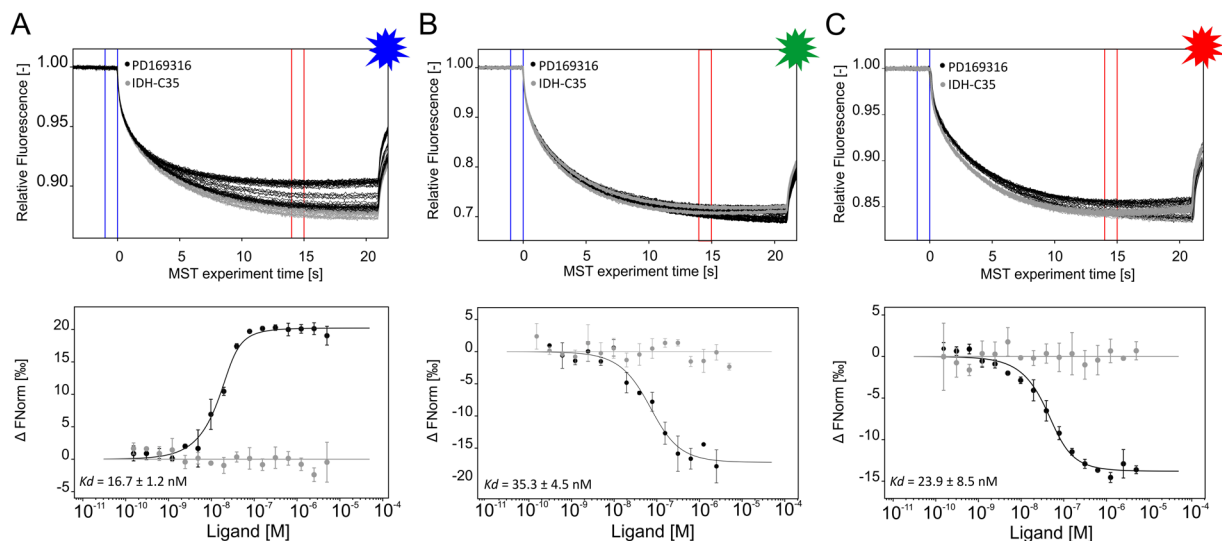 A
Relative Fluorescence [-]
1.00
0.95
0.90
PD169316
IDH-C35
0
5
10
15
20
MST experiment time [s]
B
Relative Fluorescence [-]
1.0
0.9
0.8
0.7
PD169316
IDH-C35
0
5
10
15
20
MST experiment time [s]
C
Relative Fluorescence [-]
1.00
0.95
0.90
0.85
PD169316
IDH-C35
0
5
10
15
20
MST experiment time [s]
Δ FNorm [‰]
20
15
10
5
0
-5
Kd = 16.7 ± 1.2 nM
10-11
10-10
10-9
10-8
10-7
10-6
10-5
10-4
Ligand [M]
Δ FNorm [‰]
5
0
-5
-10
-15
-20
Kd = 35.3 ± 4.5 nM
10-11
10-10
10-9
10-8
10-7
10-6
10-5
10-4
Ligand [M]
Δ FNorm [‰]
5
0
-5
-10
-15
Kd = 23.9 ± 8.5 nM
10-11
10-10
10-9
10-8
10-7
10-6
10-5
10-4
Ligand [M]